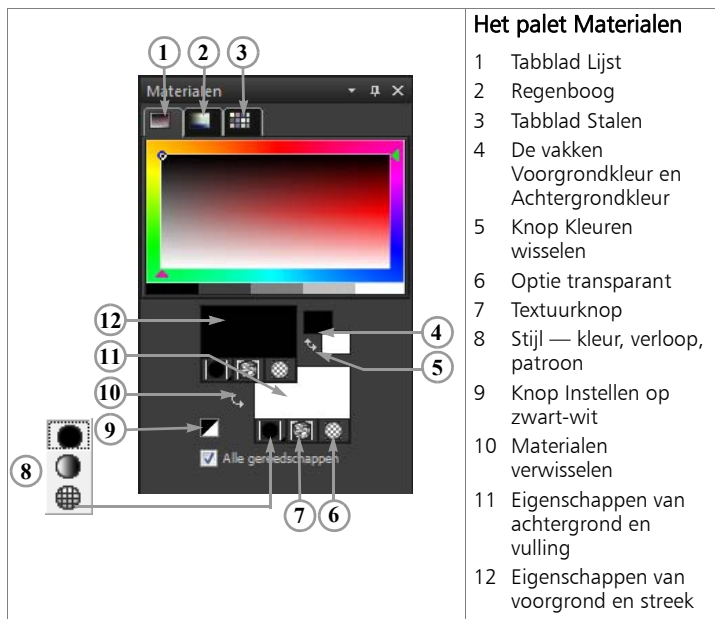 1 2 3
Materialen
12
4
11
5
10
9
8
Alle gereedschappen
7 6
Het palet Materialen
1 Tabblad Lijst
2 Regenboog
3 Tabblad Stalen
4 De vakken
Voorgrondkleur en
Achtergrondkleur
5 Knop Kleuren
wisselen
6 Optie transparant
7 Textuurknop
8 Stijl — kleur, verloop,
patroon
9 Knop Instellen op
zwart-wit
10 Materialen
verwisselen
11 Eigenschappen van
achtergrond en
vulling
12 Eigenschappen van
voorgrond en streek